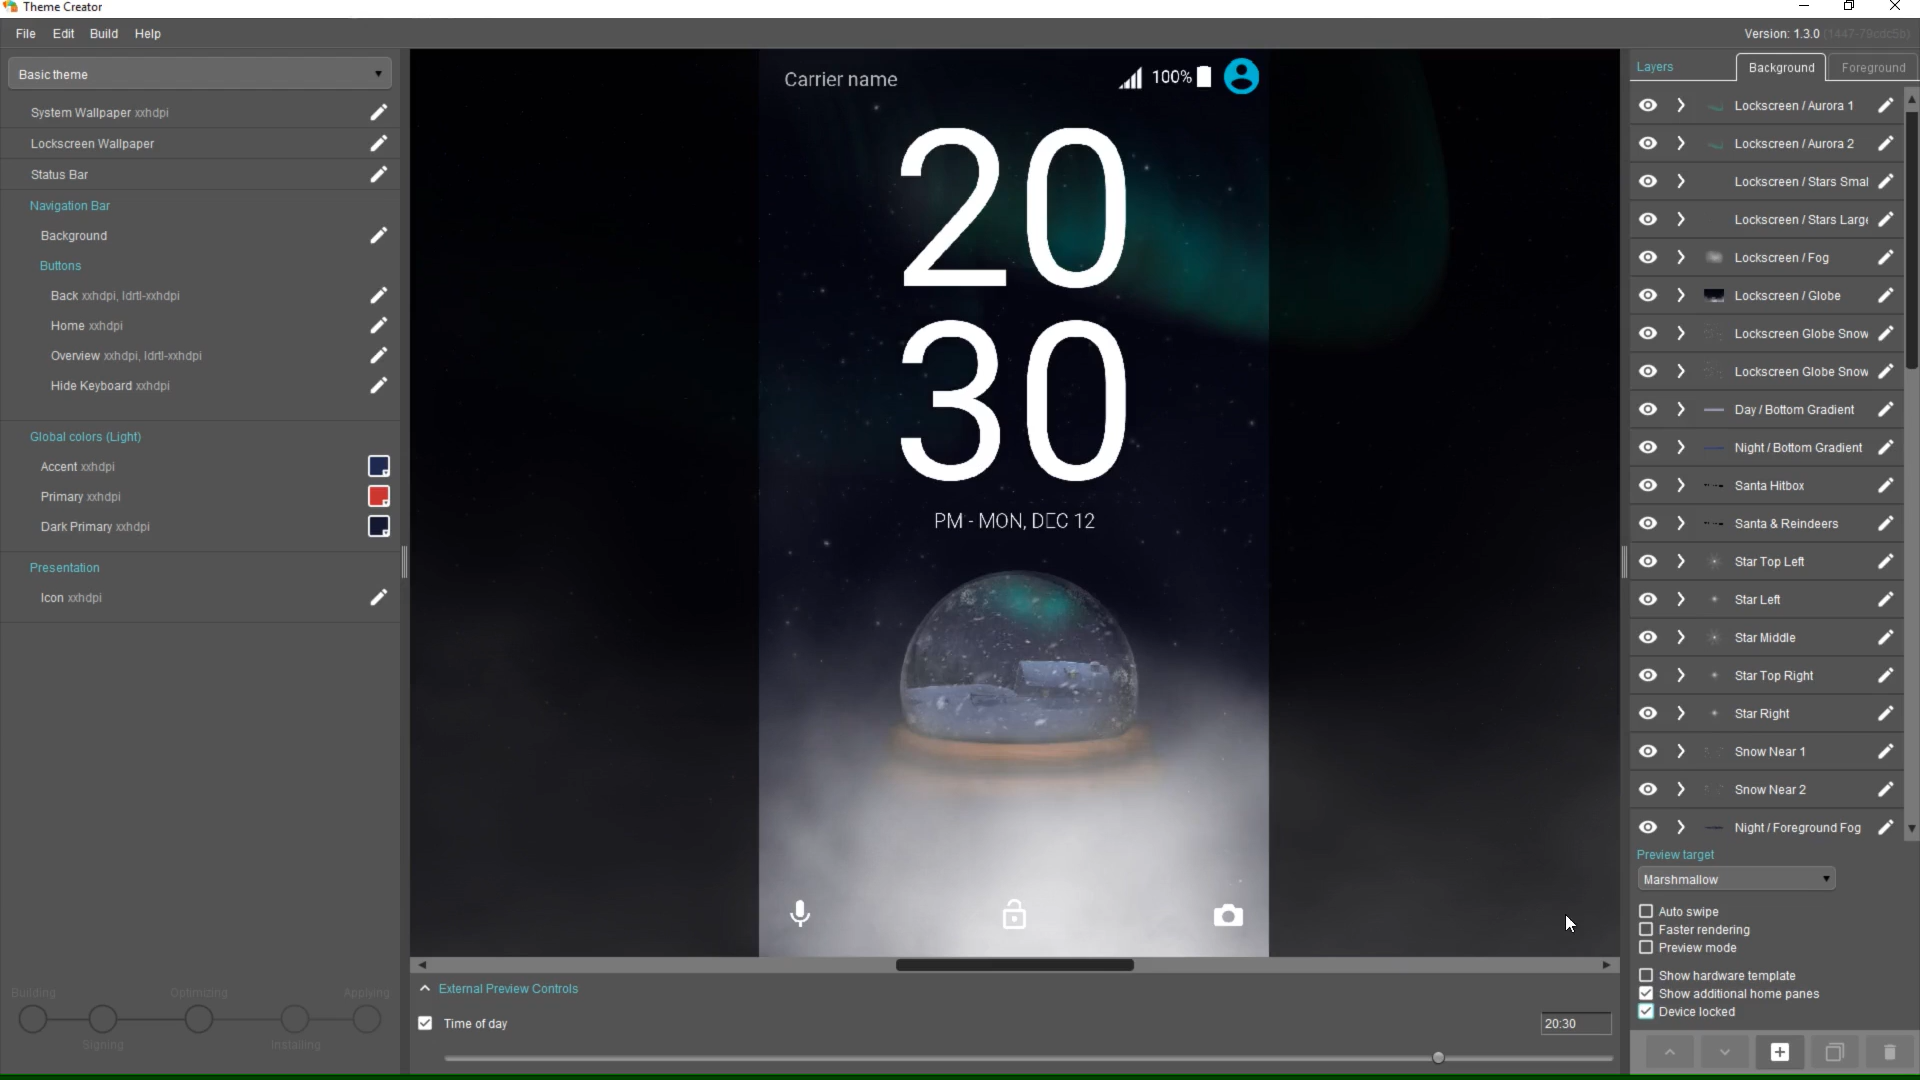 Theme Creator
File Edit Build Help
Version: 1.3.0 (1447-79cdc5b)
Basic theme
System Wallpaper xxhdpi
Lockscreen Wallpaper
Status Bar
Navigation Bar
Background
Buttons
Back xxhdpi, ldrtl-xxhdpi
Home xxhdpi
Overview xxhdpi, ldrtl-xxhdpi
Hide Keyboard xxhdpi
Global colors (Light)
Accent xxhdpi
Primary xxhdpi
Dark Primary xxhdpi
Presentation
Icon xxhdpi
Building
Optimizing
Applying
Signing
Installing
Carrier name
100%
20
30
PM - MON, DEC 12
External Preview Controls
Time of day
20:30
Layers
Background
Foreground
Lockscreen / Aurora 1
Lockscreen / Aurora 2
Lockscreen / Stars Smal
Lockscreen / Stars Large
Lockscreen / Fog
Lockscreen / Globe
Lockscreen Globe Snow
Lockscreen Globe Snow
Day / Bottom Gradient
Night / Bottom Gradient
Santa Hitbox
Santa & Reindeers
Star Top Left
Star Left
Star Middle
Star Top Right
Star Right
Snow Near 1
Snow Near 2
Night / Foreground Fog
Preview target
Marshmallow
Auto swipe
Faster rendering
Preview mode
Show hardware template
Show additional home panes
Device locked